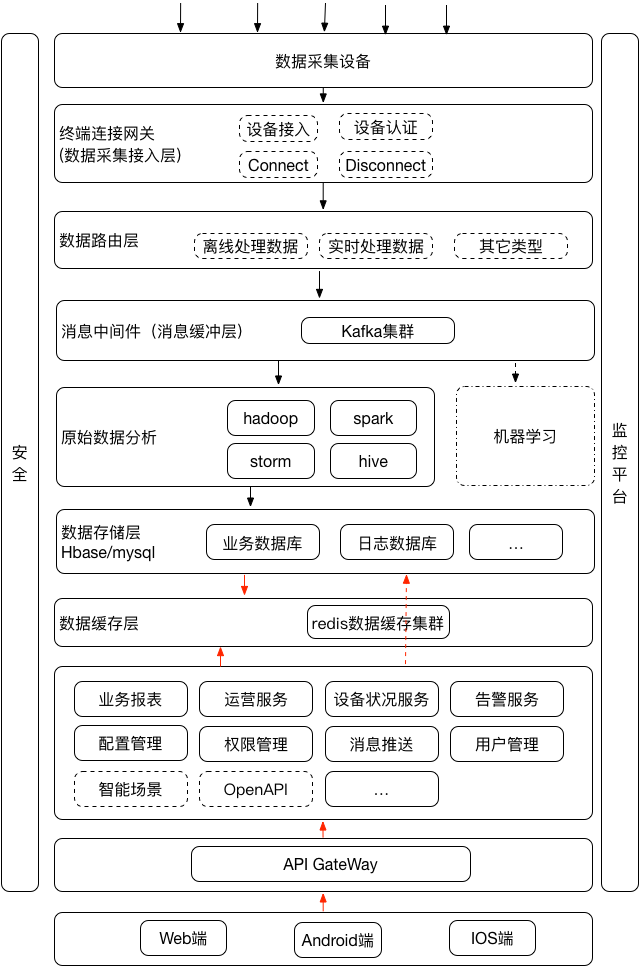 数据采集设备
终端连接网关
(数据采集接入层)
设备接入
设备认证
Connect
Disconnect
数据路由层
离线处理数据
实时处理数据
其它类型
消息中间件（消息缓冲层）
Kafka集群
原始数据分析
hadoop
spark
storm
hive
机器学习
安全
监控平台
数据存储层
Hbase/mysql
业务数据库
日志数据库
...
数据缓存层
redis数据缓存集群
业务报表
运营服务
设备状况服务
告警服务
配置管理
权限管理
消息推送
用户管理
智能场景
OpenAPI
...
API GateWay
Web端
Android端
IOS端